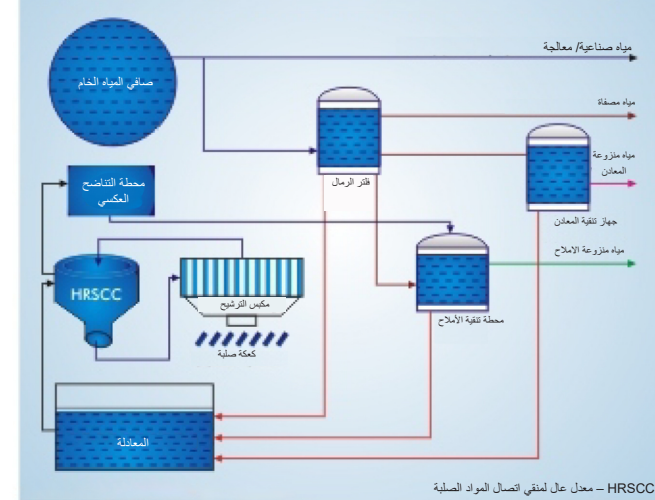 مياه صناعية/ معالجة
صافي المياه الخام
مياه مصفاة
مياه منزوعة
المعادن
فلتر الرمال
محطة التناضح
العكسي
جهاز تنقية المعادن
مياه منزوعة الاملاح
HRSCC
مكبس الترشيح
محطة تنقية الأملاح
كعكة صلبة
المعادلة
HRSCC – معدل عال لمنقي اتصال المواد الصلبة